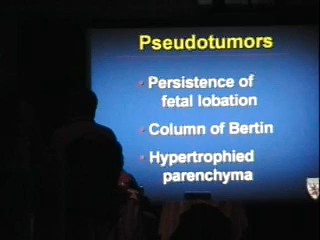 Pseudotumors
Persistence of
fetal lobation
Column of Bertin
Hypertrophied
parenchyma